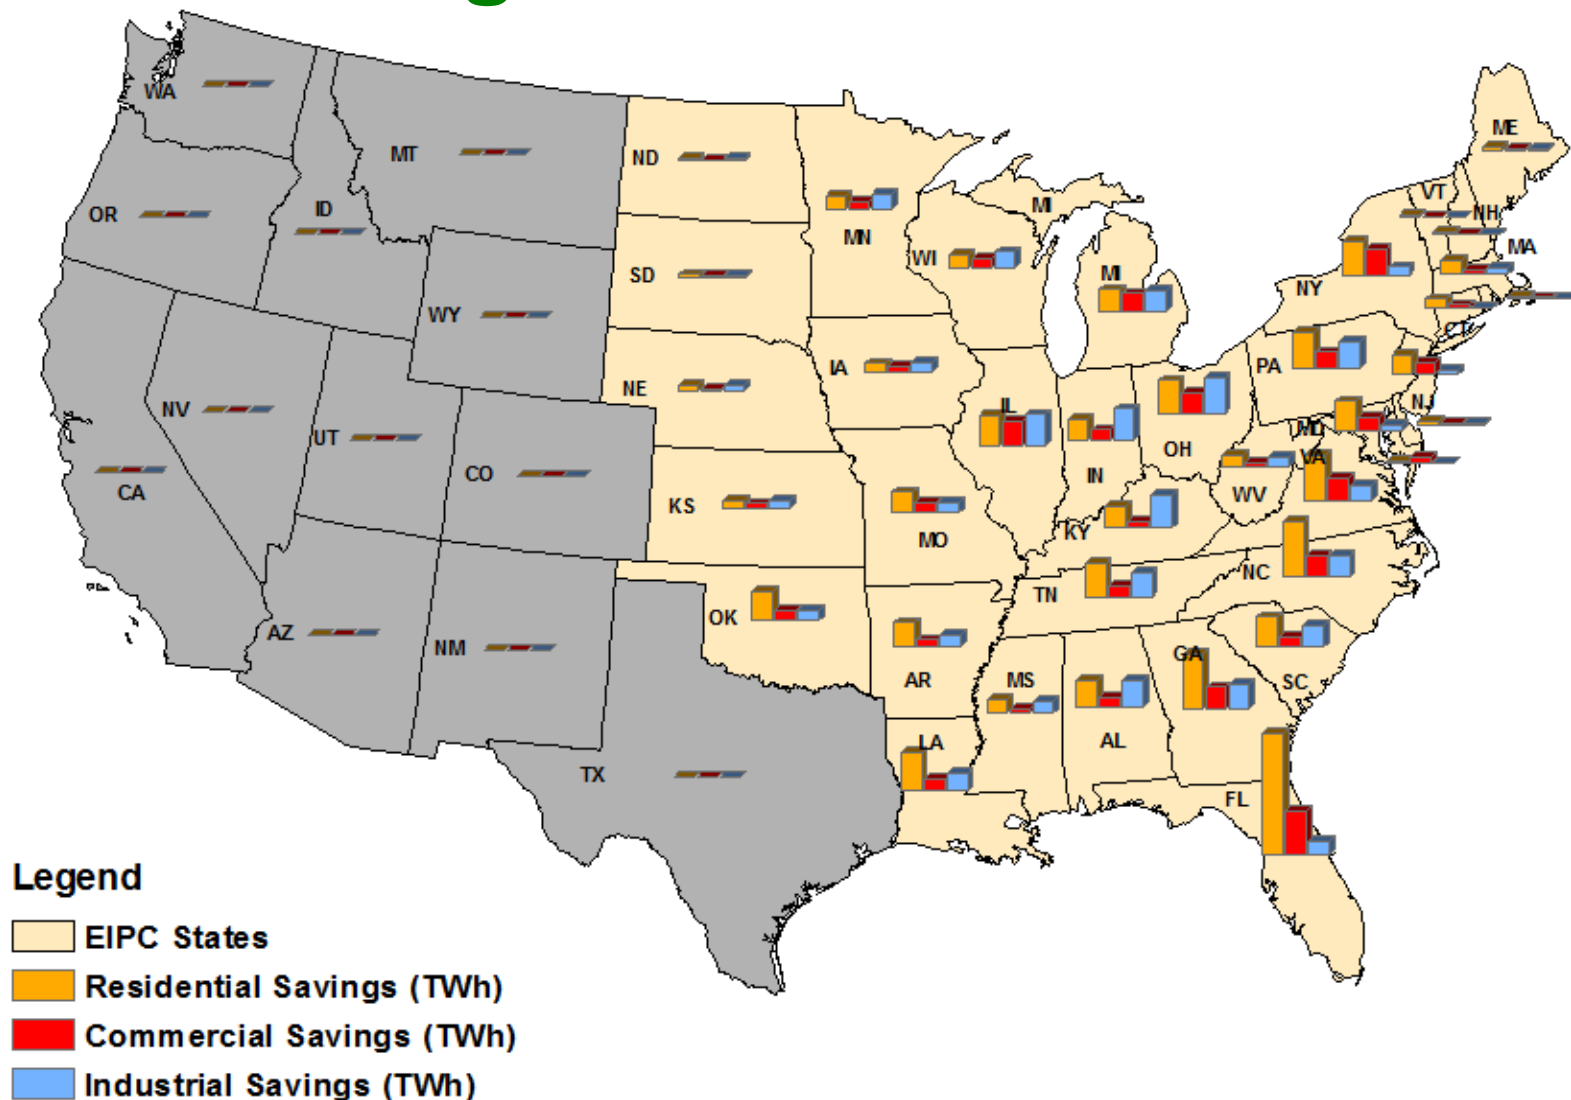 WA
MT
ND
ME
OR
ID
MN
MI
VT
NH
WI
MA
SD
MI
NY
WY
CT
NE
IA
PA
NV
IL
NJ
UT
MD
CA
CO
OH
VA
IN
WV
KS
MO
KY
NC
TN
OK
AZ
NM
AR
MS
GA
SC
LA
AL
TX
FL
Legend
EIPC States
Residential Savings (TWh)
Commercial Savings (TWh)
Industrial Savings (TWh)